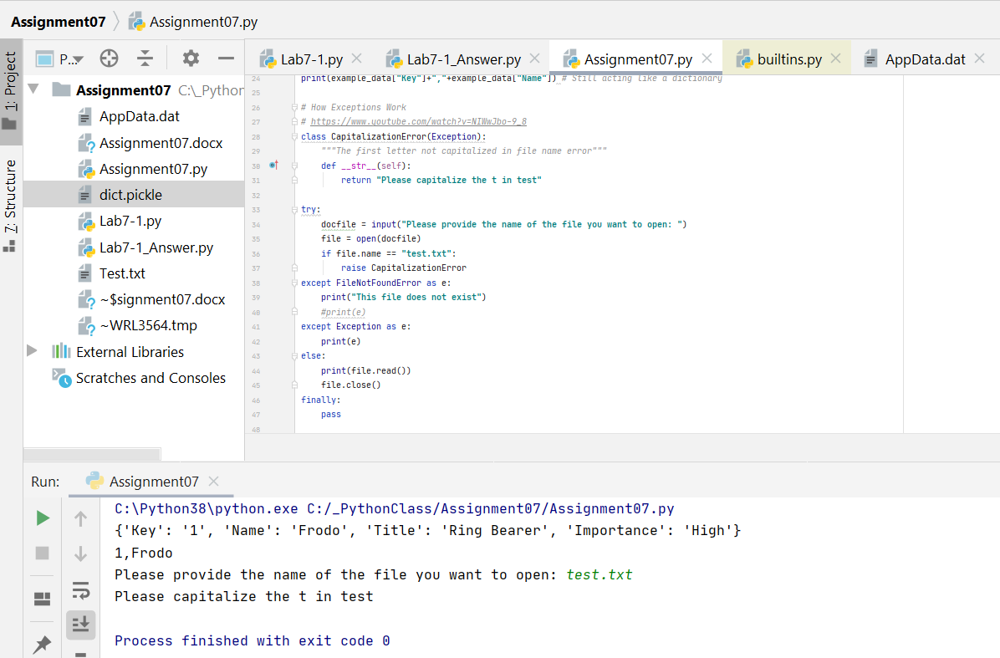 Assignment07 Assignment07.py
1: Project
7: Structure
P...
Assignment07 C:\_Python
AppData.dat
Assignment07.docx
Assignment07.py
dict.pickle
Lab7-1.py
Lab7-1_Answer.py
Test.txt
~$signment07.docx
~WRL3564.tmp
External Libraries
Scratches and Consoles
Lab7-1.py Lab7-1_Answer.py Assignment07.py builtins.py AppData.dat
24 print(example_data["Key"]+","+example_data["Name"]) # Still acting like a dictionary
25
26 # How Exceptions Work
27 # https://www.youtube.com/watch?v=NIWwJbo-9_8
28 class CapitalizationError(Exception):
29 """The first letter not capitalized in file name error"""
30 def __str__(self):
31 return "Please capitalize the t in test"
32
33 try:
34 docfile = input("Please provide the name of the file you want to open: ")
35 file = open(docfile)
36 if file.name == "test.txt":
37 raise CapitalizationError
38 except FileNotFoundError as e:
39 print("This file does not exist")
40 #print(e)
41 except Exception as e:
42 print(e)
43 else:
44 print(file.read())
45 file.close()
46 finally:
47 pass
48
Run: Assignment07
C:\Python38\python.exe C:/_PythonClass/Assignment07/Assignment07.py
{'Key': '1', 'Name': 'Frodo', 'Title': 'Ring Bearer', 'Importance': 'High'}
1,Frodo
Please provide the name of the file you want to open: test.txt
Please capitalize the t in test
Process finished with exit code 0